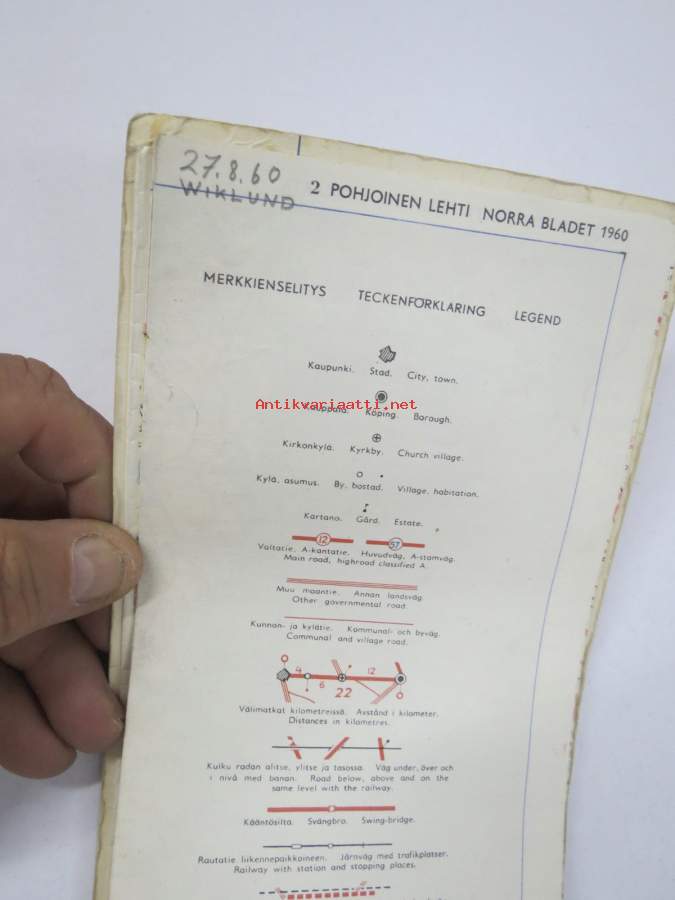 27.8.60
WIKLUND
2 POHJOINEN LEHTI NORRA BLADET 1960
MERKKIENSELITYS TECKENFÖRKLARING LEGEND
Kaupunki. Stad. City, town.
Antikvariaatti.net
Kauppala. Köping. Borough.
Kirkonkylä. Kyrkby. Church village.
Kylä, asumus. By, bostad. Village, habitation.
Kartano. Gård. Estate.
12 57
Valtatie, A-kantatie. Huvudväg, A-stamväg.
Main road, highroad classified A.
Muu maantie. Annan landsväg.
Other governmental road.
Kunnan- ja kylätie. Kommunal- och byväg.
Communal and village road.
4 12
6 22
Välimatkat kilometreissä. Avstånd i kilometer.
Distances in kilometres.
Kulku radan alitse, ylitse ja tasossa. Väg under, över och
i nivå med banan. Road below, above and on the
same level with the railway.
Kääntösilta. Svängbro. Swing-bridge.
Rautatie liikennepaikkoineen. Järnväg med trafikplatser.
Railway with station and stopping places.